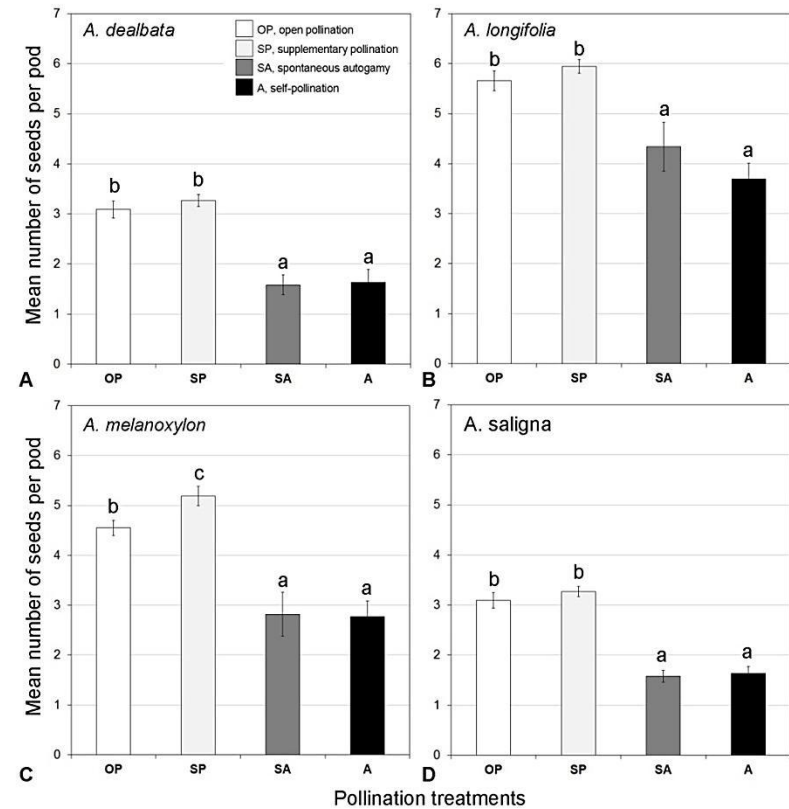 A. dealbata
OP, open pollination
SP, supplementary pollination
SA, spontaneous autogamy
A, self-pollination
Mean number of seeds per pod
7
6
5
4
3
2
1
0
b
b
a
a
A
OP
SP
SA
A
A. longifolia
7
6
5
4
3
2
1
0
b
b
a
a
B
OP
SP
SA
A
A. melanoxylon
Mean number of seeds per pod
7
6
5
4
3
2
1
0
b
c
a
a
C
OP
SP
SA
A
A. saligna
7
6
5
4
3
2
1
0
b
b
a
a
D
OP
SP
SA
A
Pollination treatments